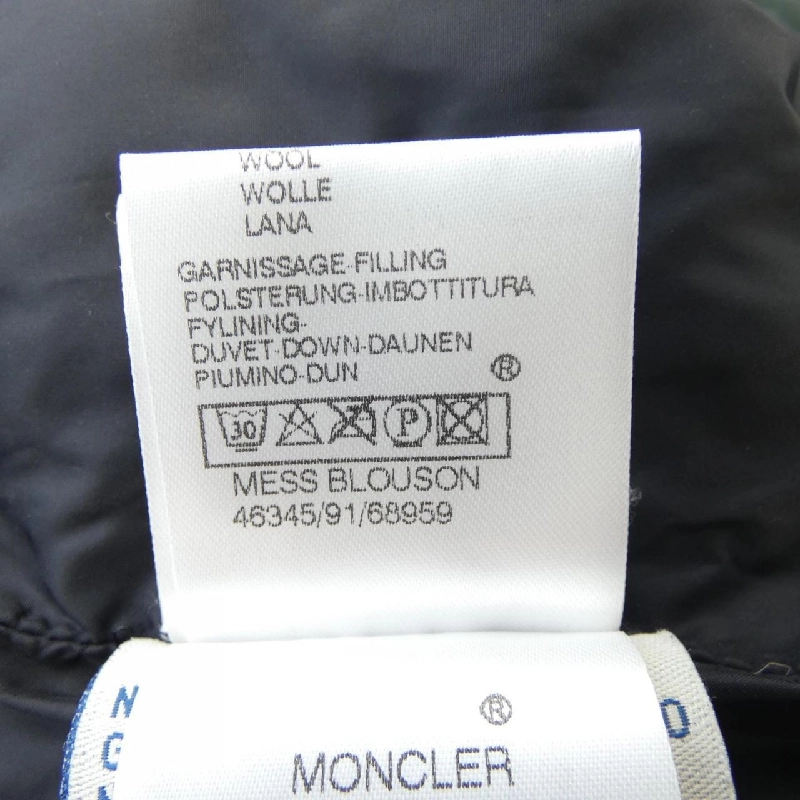 WOOL
WOLLE
LANA
GARNISSAGE-FILLING
POLSTERUNG-IMBOTTITURA
FYLINING-
DUVET-DOWN-DAUNEN
PIUMINO-DUN ®
30 P
MESS BLOUSON
46345/91/68959
®
MONCLER
N
G
O